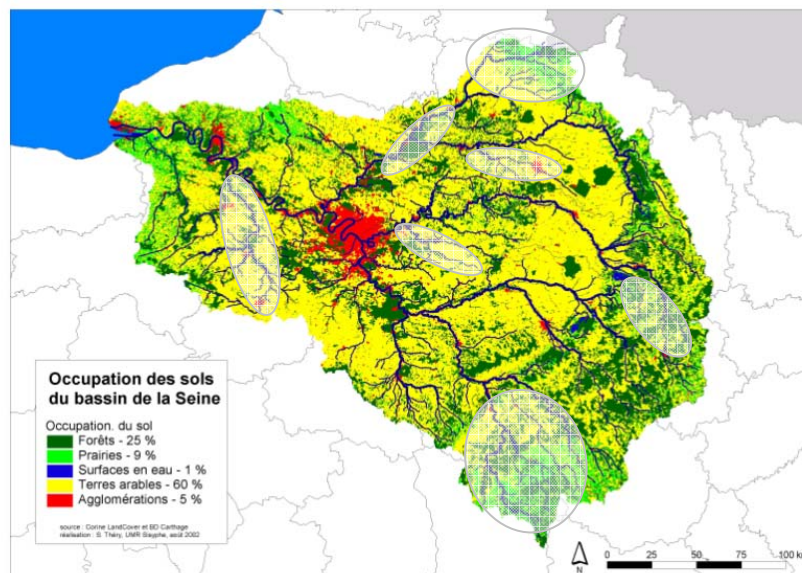 Occupation des sols
du bassin de la Seine
Occupation. du sol
Forêts - 25 %
Prairies - 9 %
Surfaces en eau - 1 %
Terres arables - 60 %
Agglomérations - 5 %
source : Corine LandCover et BD Carthage
réalisation : S. Théry, UMR Sisyphe, août 2002
N
0 25 50 75 100 km